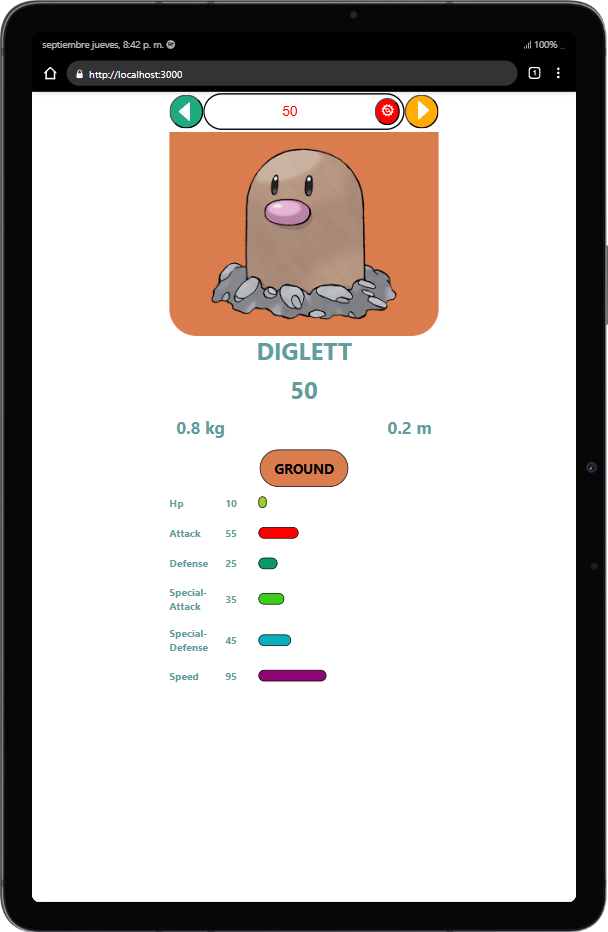 septiembre jueves, 8:42 p. m.
100%
http://localhost:3000
1
50
DIGLETT
50
0.8 kg 0.2 m
GROUND
Hp 10
Attack 55
Defense 25
Special-
Attack 35
Special-
Defense 45
Speed 95